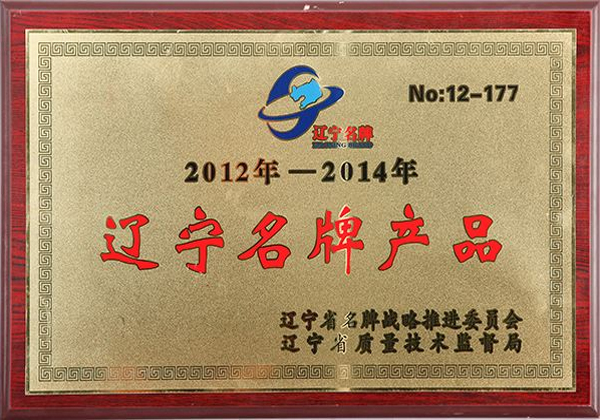 No:12-177
辽宁名牌
LIAONING BRAND
2012年—2014年
辽宁名牌产品
辽宁省名牌战略推进委员会
辽宁省质量技术监督局